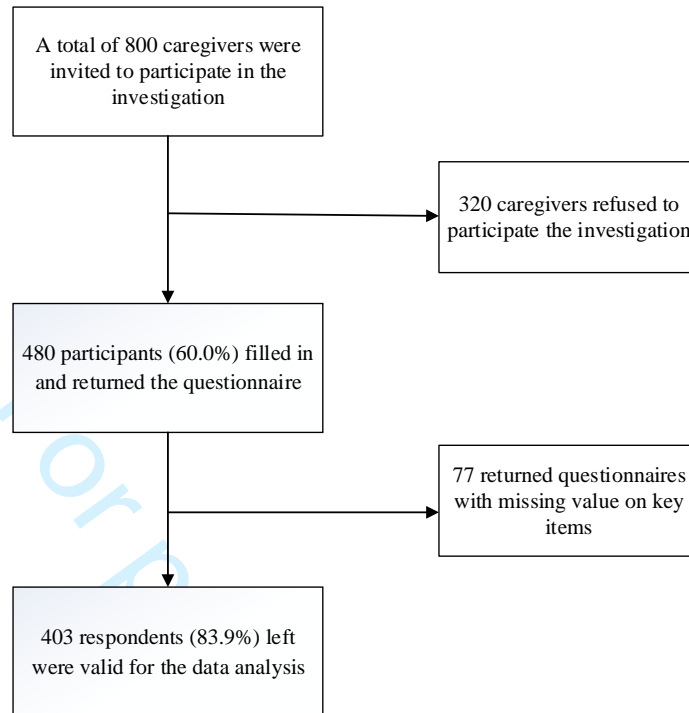 A total of 800 caregivers were
invited to participate in the
investigation
320 caregivers refused to
participate the investigation
480 participants (60.0%) filled in
and returned the questionnaire
77 returned questionnaires
with missing value on key
items
403 respondents (83.9%) left
were valid for the data analysis
or p